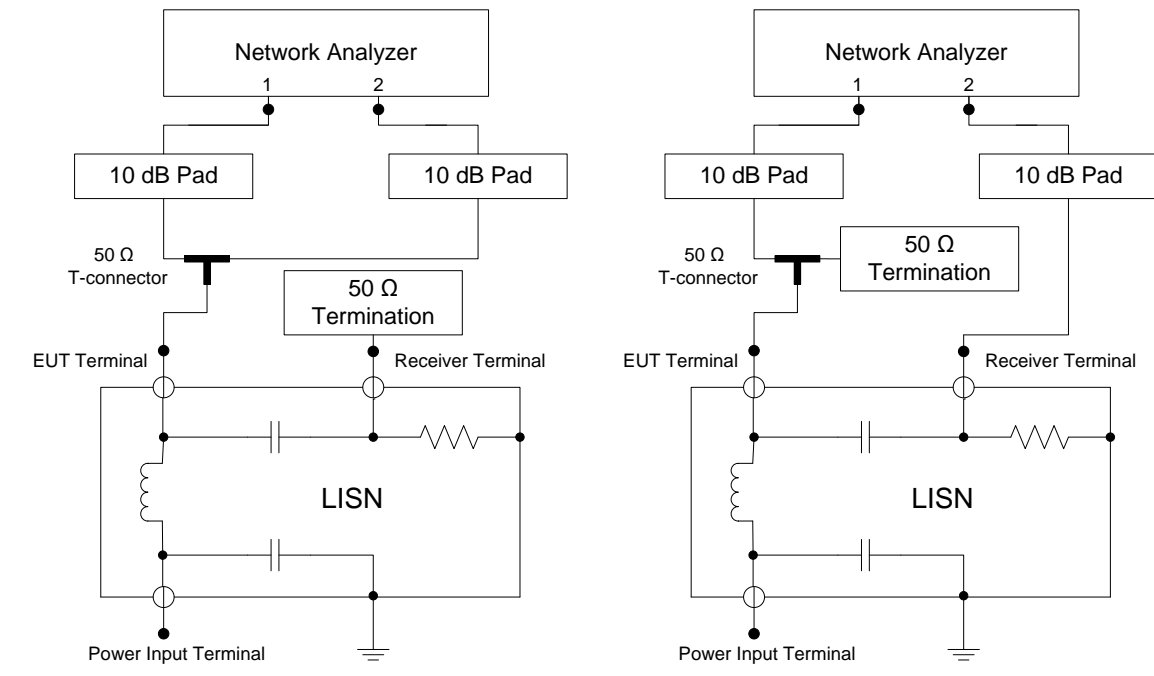 Network Analyzer
1 2
10 dB Pad
10 dB Pad
50 Ω
T-connector
50 Ω
Termination
EUT Terminal
Receiver Terminal
LISN
Power Input Terminal
Network Analyzer
1 2
10 dB Pad
10 dB Pad
50 Ω
T-connector
50 Ω
Termination
EUT Terminal
Receiver Terminal
LISN
Power Input Terminal